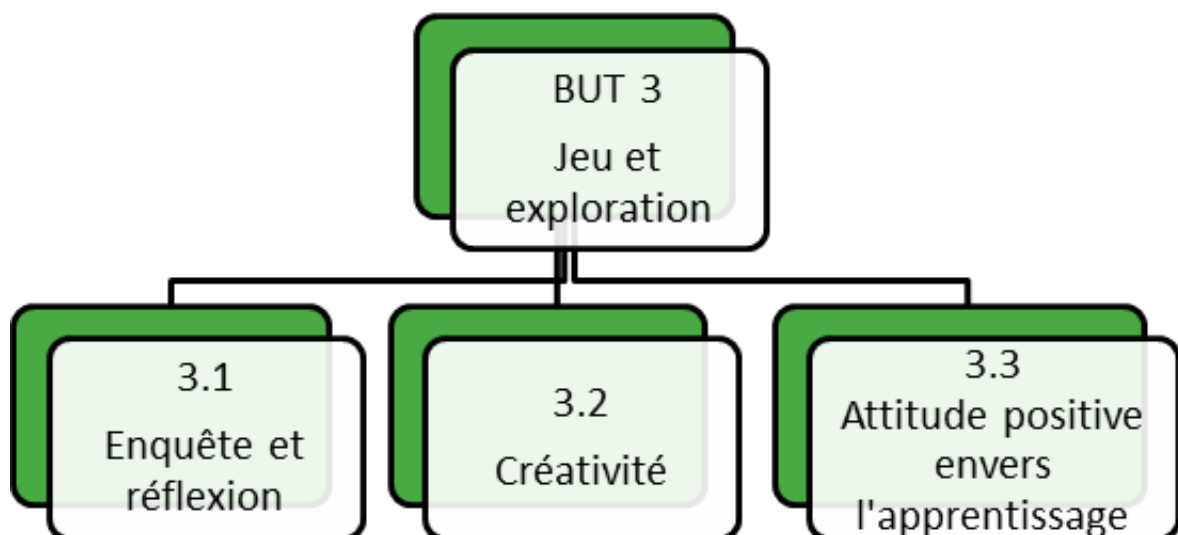 BUT 3
Jeu et
exploration
3.1
Enquête et
réflexion
3.2
Créativité
3.3
Attitude positive
envers
l'apprentissage